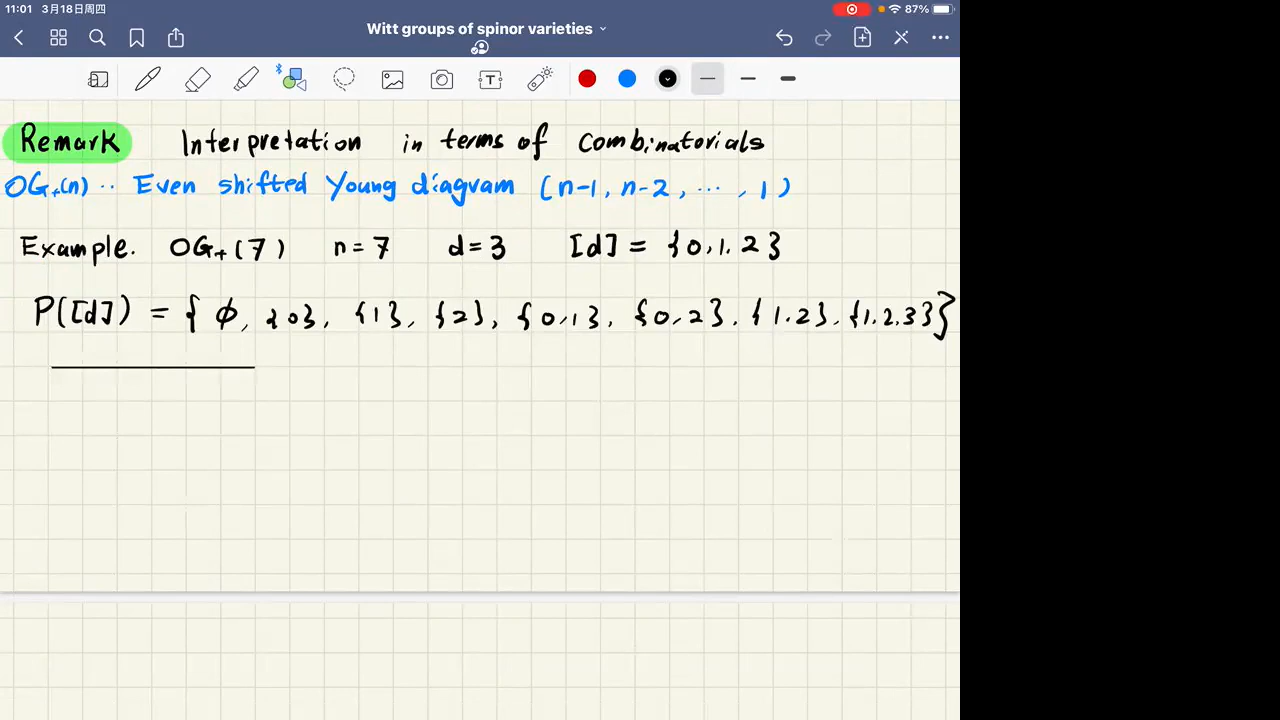 11:01 3月18日周四 87%
Witt groups of spinor varieties
Remark Interpretation in terms of Combinatorials
OG₊(n) ·· Even shifted Young diagram (n-1, n-2, ..., 1)
Example. OG₊(7) n=7 d=3 [d] = {0,1,2}
P([d]) = { ϕ, {0}, {1}, {2}, {0,1}, {0,2}, {1,2}, {1,2,3} }